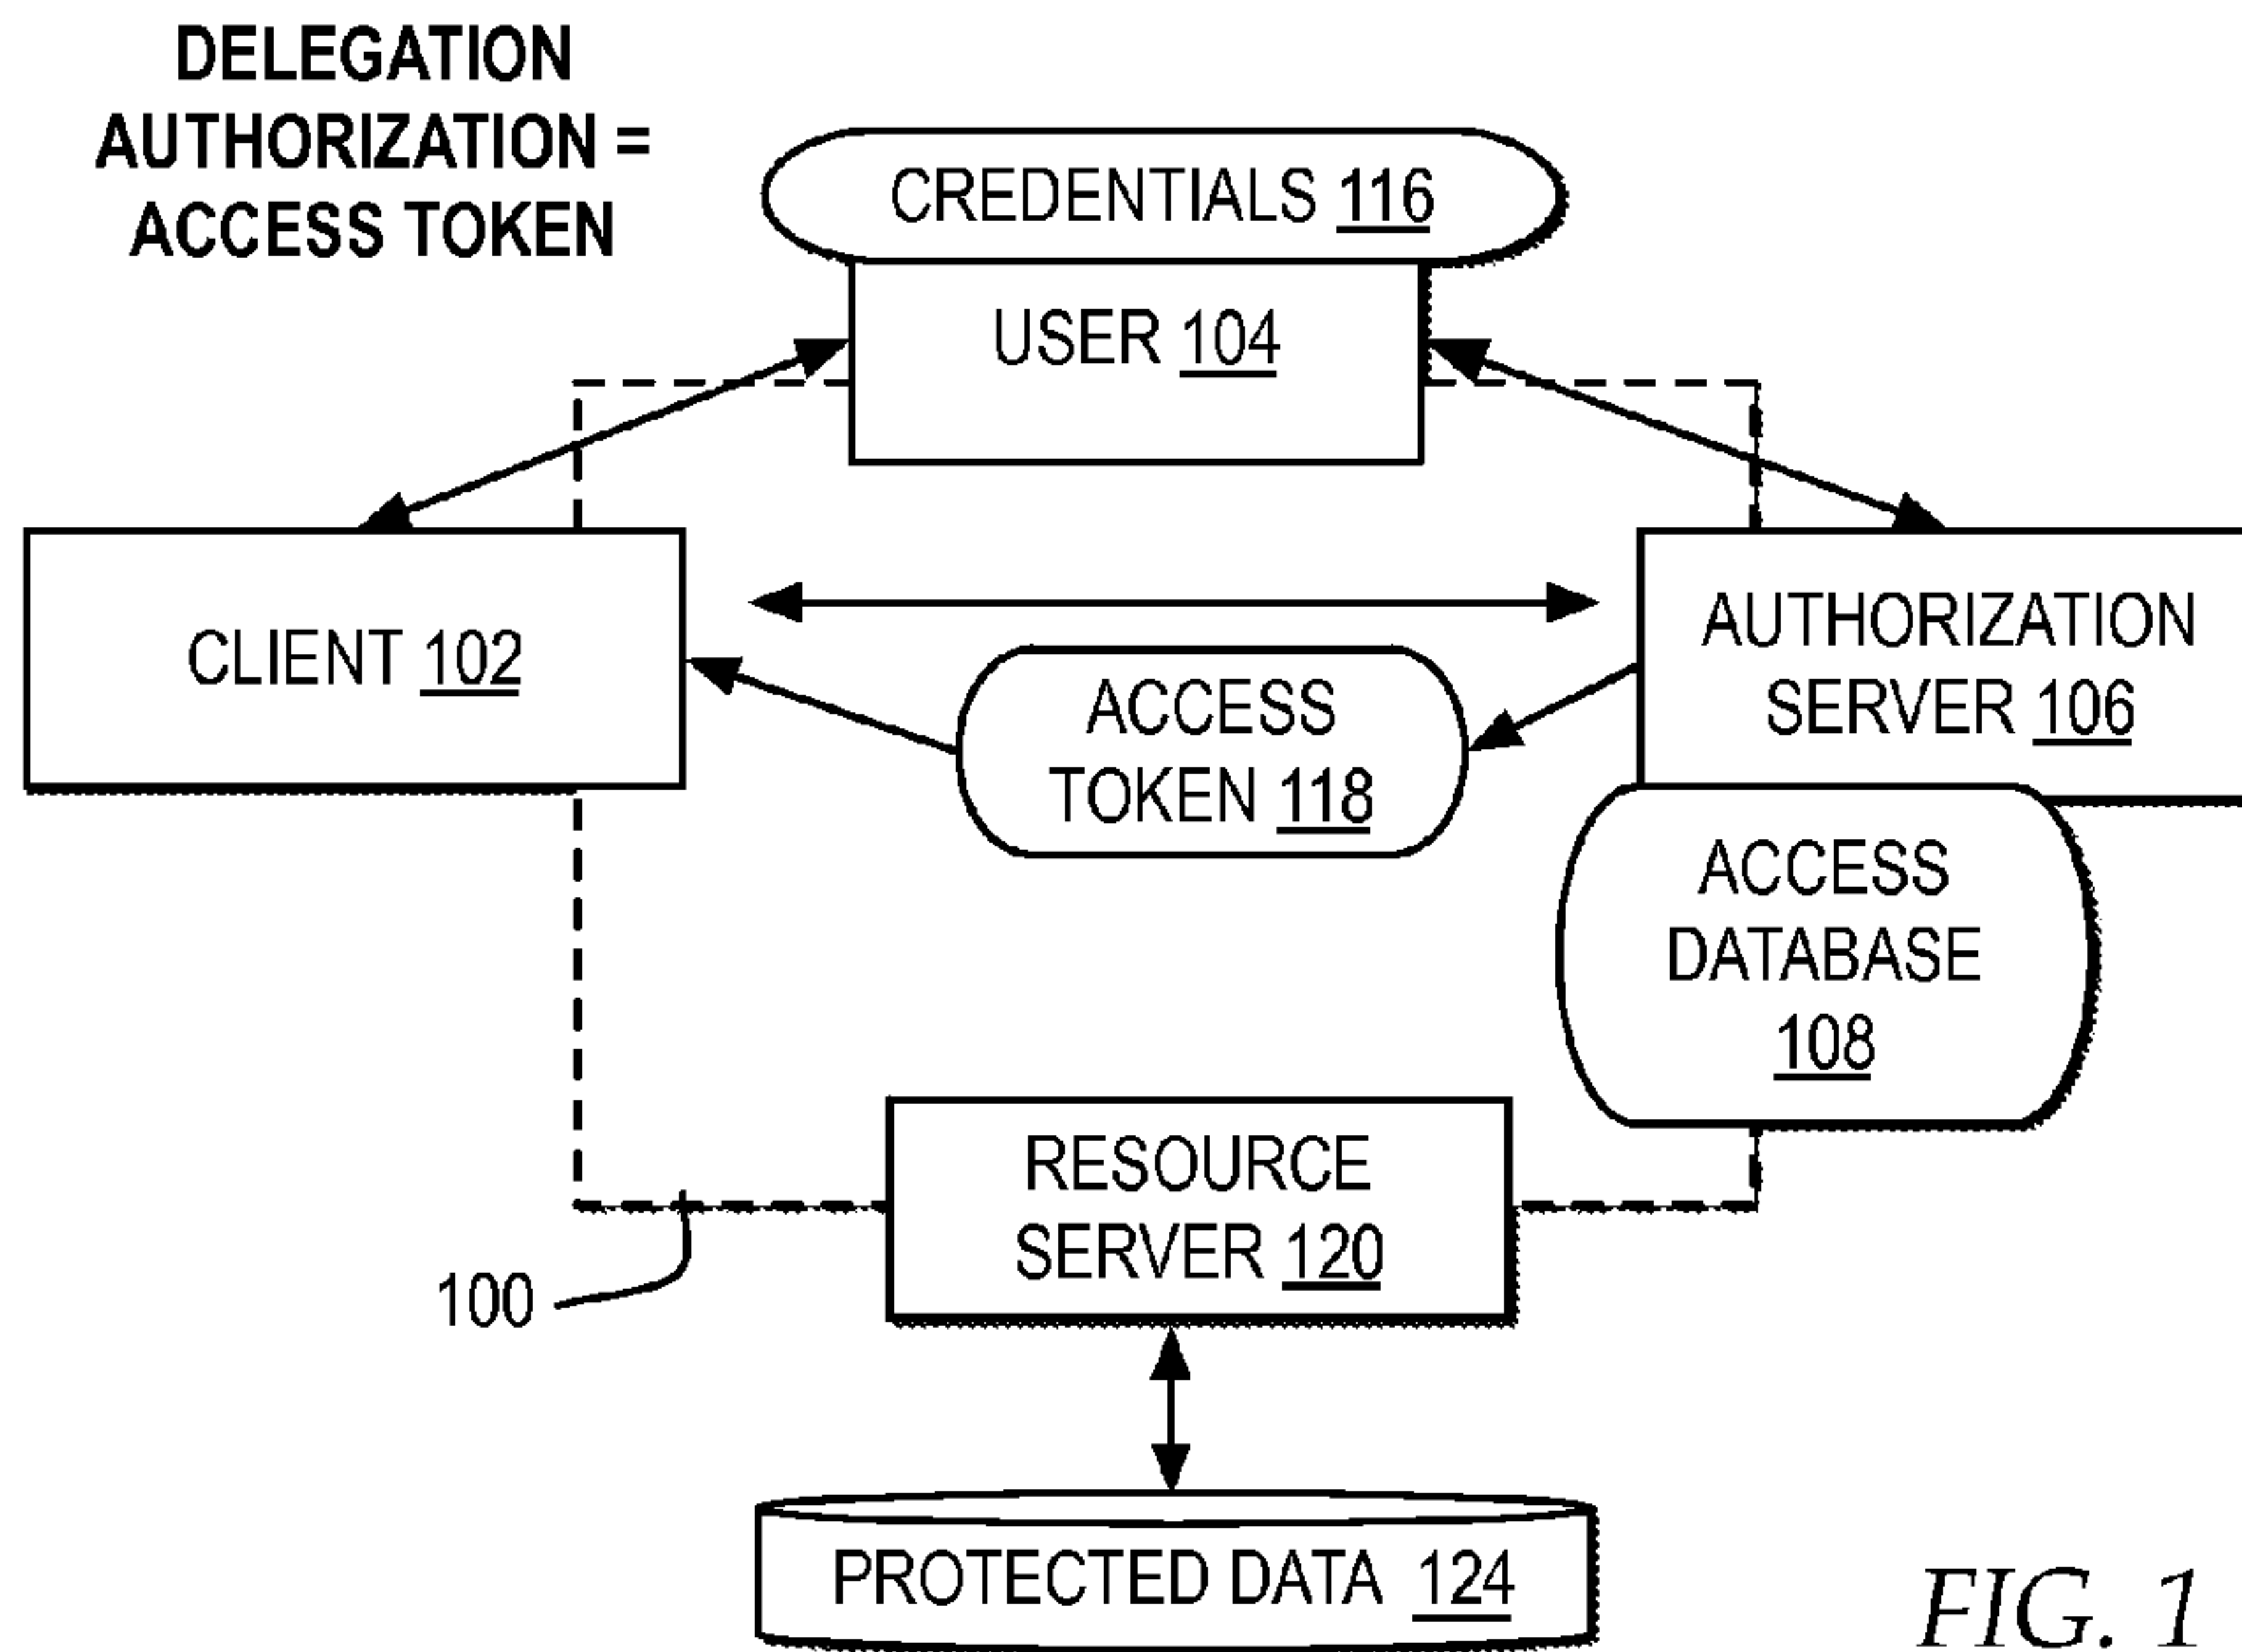 DELEGATION
AUTHORIZATION =
ACCESS TOKEN
CREDENTIALS 116
USER 104
CLIENT 102
AUTHORIZATION
SERVER 106
ACCESS
TOKEN 118
ACCESS
DATABASE
108
RESOURCE
SERVER 120
100
PROTECTED DATA 124
FIG. 1